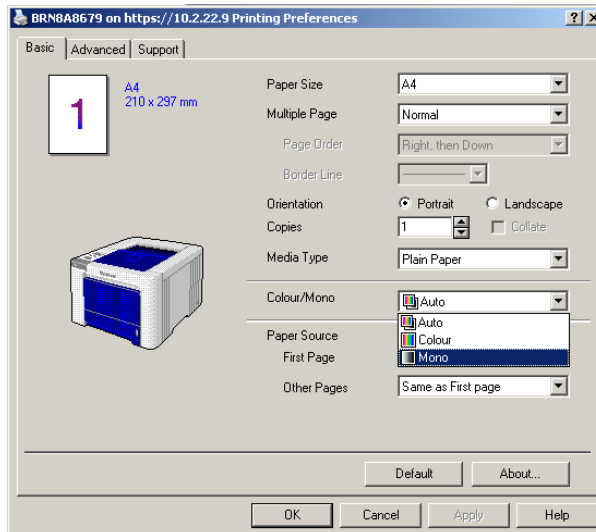 BRN8A8679 on https://10.2.22.9 Printing Preferences
Basic Advanced Support
1
A4
210 x 297 mm
Paper Size A4
Multiple Page Normal
Page Order Right, then Down
Border Line
Orientation Portrait Landscape
Copies 1 Collate
Media Type Plain Paper
Colour/Mono Auto
Auto
Colour
Mono
Paper Source
First Page
Other Pages Same as First page
Default About...
OK Cancel Apply Help